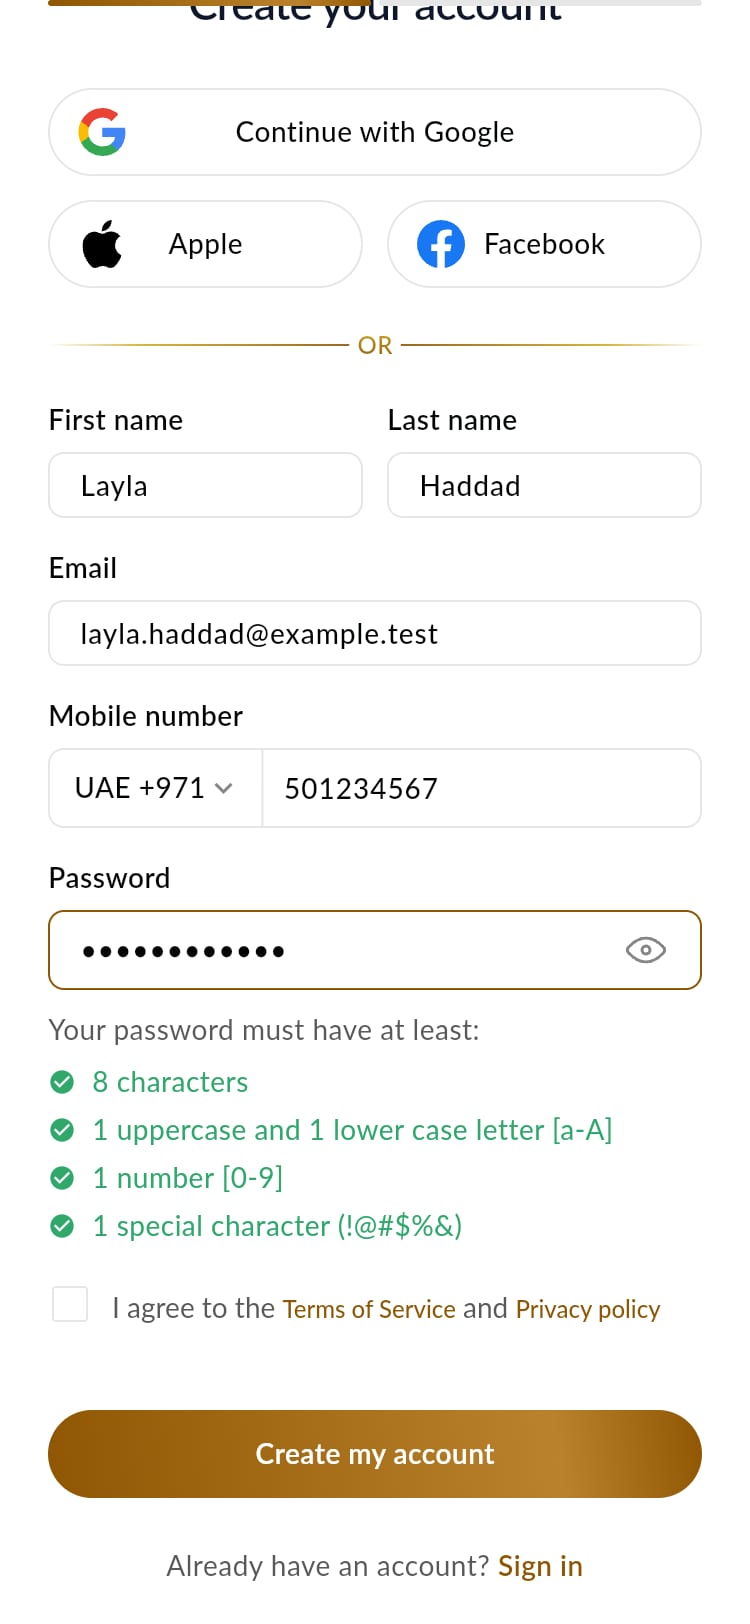 Create your account
Continue with Google
Apple
Facebook
OR
First name
Last name
Layla
Haddad
Email
layla.haddad@example.test
Mobile number
UAE +971
501234567
Password
••••••••••••
Your password must have at least:
8 characters
1 uppercase and 1 lower case letter [a-A]
1 number [0-9]
1 special character (!@#$%&)
I agree to the Terms of Service and Privacy policy
Create my account
Already have an account? Sign in